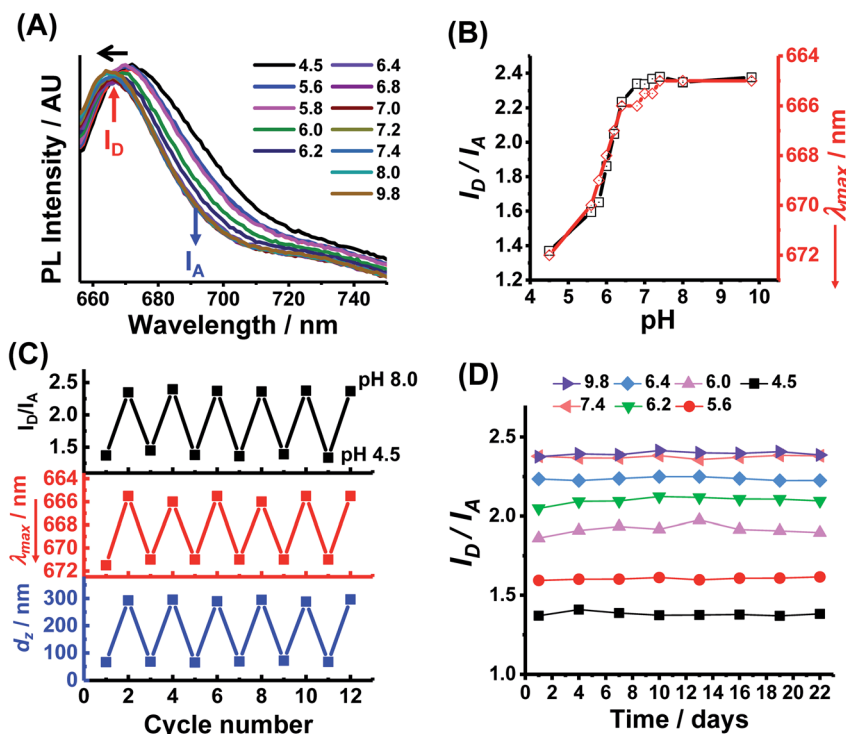 (A)
PL Intensity / AU
4.5 6.4
5.6 6.8
5.8 7.0
6.0 7.2
6.2 7.4
8.0
9.8
I_D
I_A
660 680 700 720 740
Wavelength / nm
(B)
I_D / I_A
2.4
2.2
2.0
1.8
1.6
1.4
1.2
664
666
668
670
672
λ_max / nm
4 5 6 7 8 9 10
pH
(C)
I_D/I_A
2.5
2.0
1.5
pH 8.0
pH 4.5
λ_max / nm
664
666
668
670
672
d_z / nm
300
200
100
0
0 2 4 6 8 10 12
Cycle number
(D)
9.8 6.4 6.0 4.5
7.4 6.2 5.6
I_D / I_A
2.5
2.0
1.5
1.0
0 2 4 6 8 10 12 14 16 18 20 22
Time / days